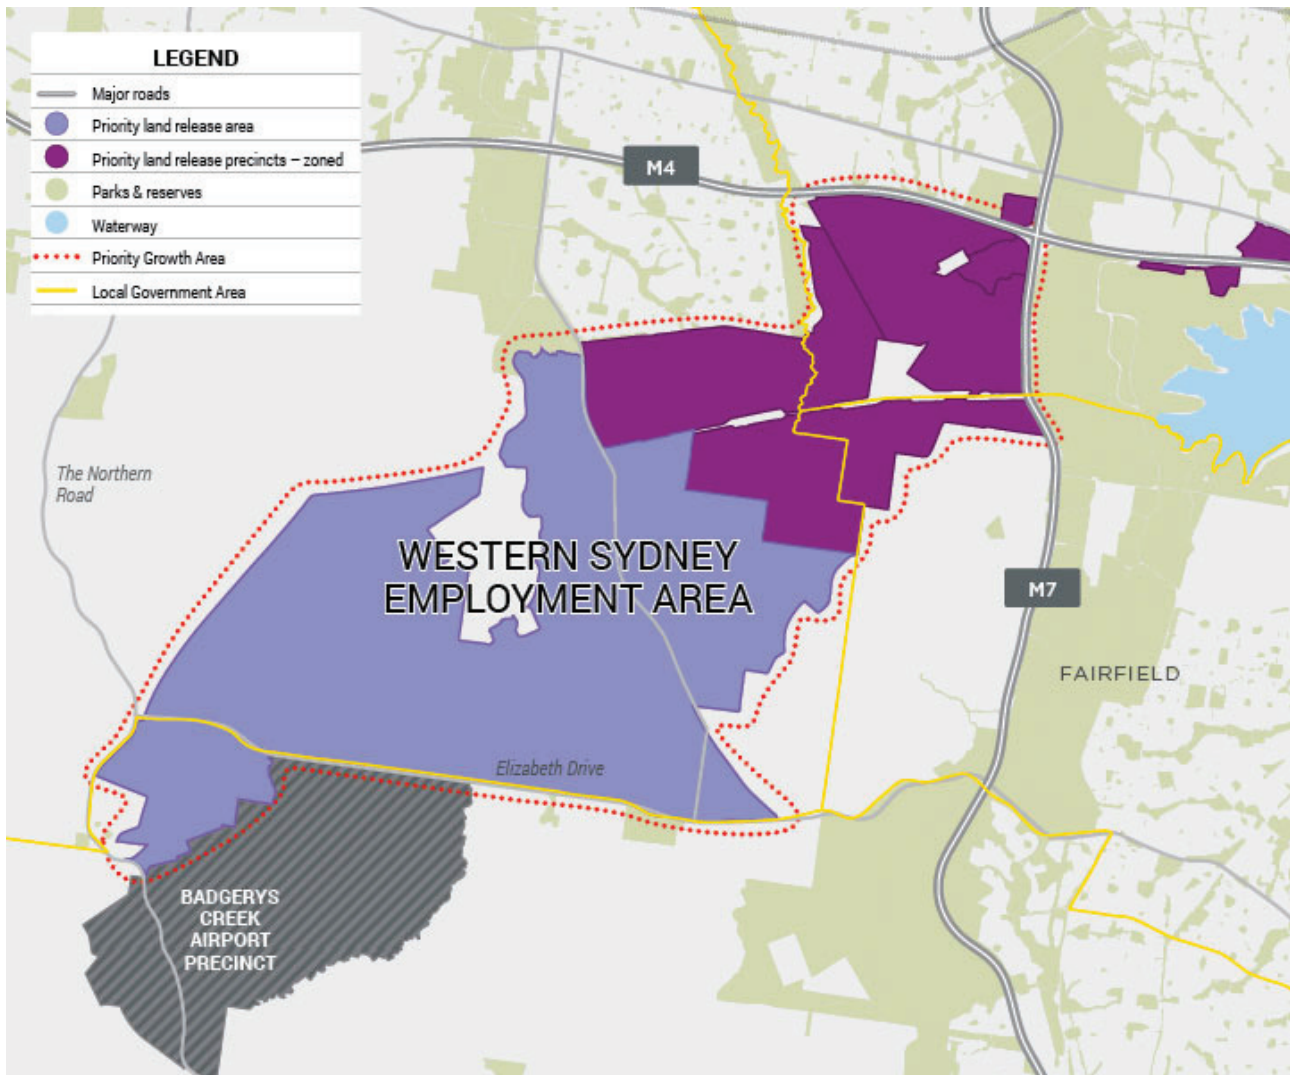 LEGEND
Major roads
Priority land release area
Priority land release precincts – zoned
Parks & reserves
Waterway
Priority Growth Area
Local Government Area
M4
The Northern
Road
WESTERN SYDNEY
EMPLOYMENT AREA
M7
FAIRFIELD
Elizabeth Drive
BADGERYS
CREEK
AIRPORT
PRECINCT